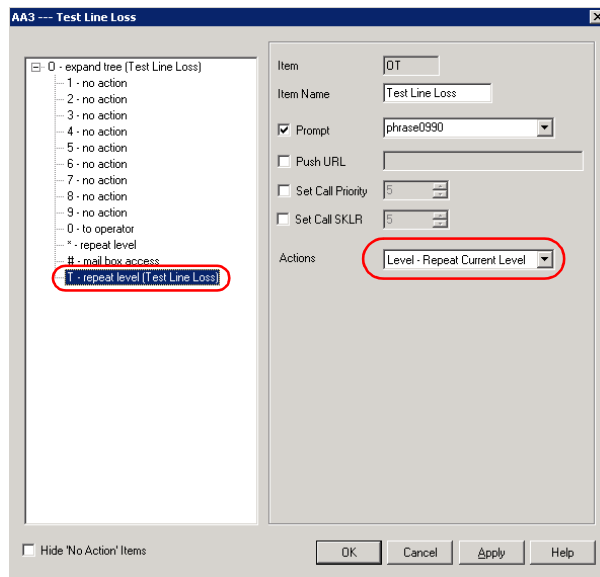 AA3 --- Test Line Loss
0 - expand tree (Test Line Loss)
1 - no action
2 - no action
3 - no action
4 - no action
5 - no action
6 - no action
7 - no action
8 - no action
9 - no action
0 - to operator
* - repeat level
# - mail box access
T - repeat level (Test Line Loss)
Item
0T
Item Name
Test Line Loss
Prompt
phrase0990
Push URL
Set Call Priority
5
Set Call SKLR
5
Actions
Level - Repeat Current Level
Hide 'No Action' Items
OK
Cancel
Apply
Help